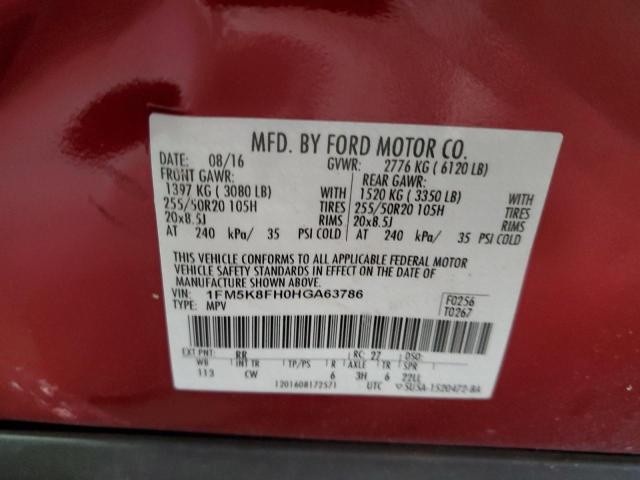 MFD. BY FORD MOTOR CO.
DATE: 08/16 GVWR: 2776 KG ( 6120 LB)
FRONT GAWR: REAR GAWR:
1397 KG ( 3080 LB) WITH 1520 KG ( 3350 LB) WITH
255/50R20 105H TIRES 255/50R20 105H TIRES
20x8.5J RIMS 20x8.5J RIMS
AT 240 kPa/ 35 PSI COLD AT 240 kPa/ 35 PSI COLD
THIS VEHICLE CONFORMS TO ALL APPLICABLE FEDERAL MOTOR
VEHICLE SAFETY STANDARDS IN EFFECT ON THE DATE OF
MANUFACTURE SHOWN ABOVE.
VIN: 1FM5K8FH0HGA63786 F0256
TYPE: MPV T0267
EXT PNT: RR RC: 27 DSO:
WB INT TR TP/PS R AXLE TR SPR
113 CW 6 3H 6 22LL
1201608172571 UTC 5U5A-1520472-BA